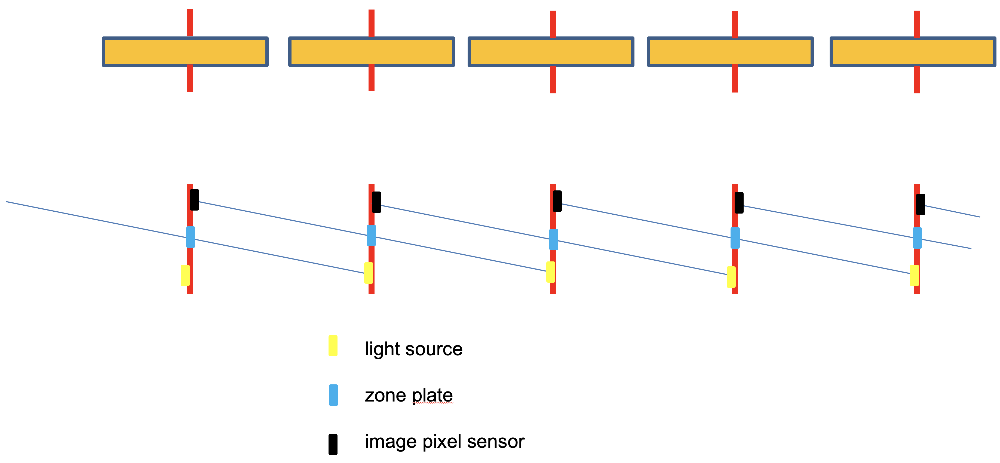 light source
zone plate
image pixel sensor